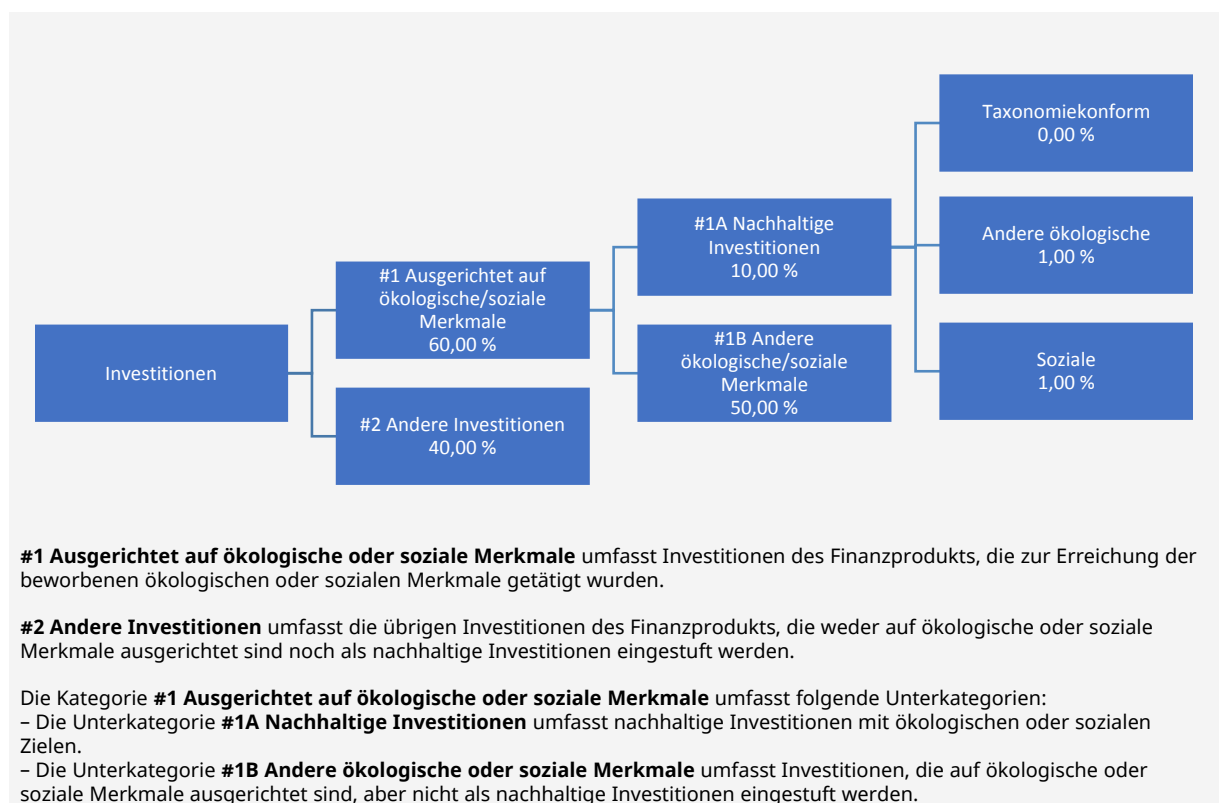 Investitionen
#1 Ausgerichtet auf
ökologische/soziale
Merkmale
60,00 %
#2 Andere Investitionen
40,00 %
#1A Nachhaltige
Investitionen
10,00 %
#1B Andere
ökologische/soziale
Merkmale
50,00 %
Taxonomiekonform
0,00 %
Andere ökologische
1,00 %
Soziale
1,00 %
#1 Ausgerichtet auf ökologische oder soziale Merkmale umfasst Investitionen des Finanzprodukts, die zur Erreichung der
beworbenen ökologischen oder sozialen Merkmale getätigt wurden.
#2 Andere Investitionen umfasst die übrigen Investitionen des Finanzprodukts, die weder auf ökologische oder soziale
Merkmale ausgerichtet sind noch als nachhaltige Investitionen eingestuft werden.
Die Kategorie #1 Ausgerichtet auf ökologische oder soziale Merkmale umfasst folgende Unterkategorien:
– Die Unterkategorie #1A Nachhaltige Investitionen umfasst nachhaltige Investitionen mit ökologischen oder sozialen
Zielen.
– Die Unterkategorie #1B Andere ökologische oder soziale Merkmale umfasst Investitionen, die auf ökologische oder
soziale Merkmale ausgerichtet sind, aber nicht als nachhaltige Investitionen eingestuft werden.